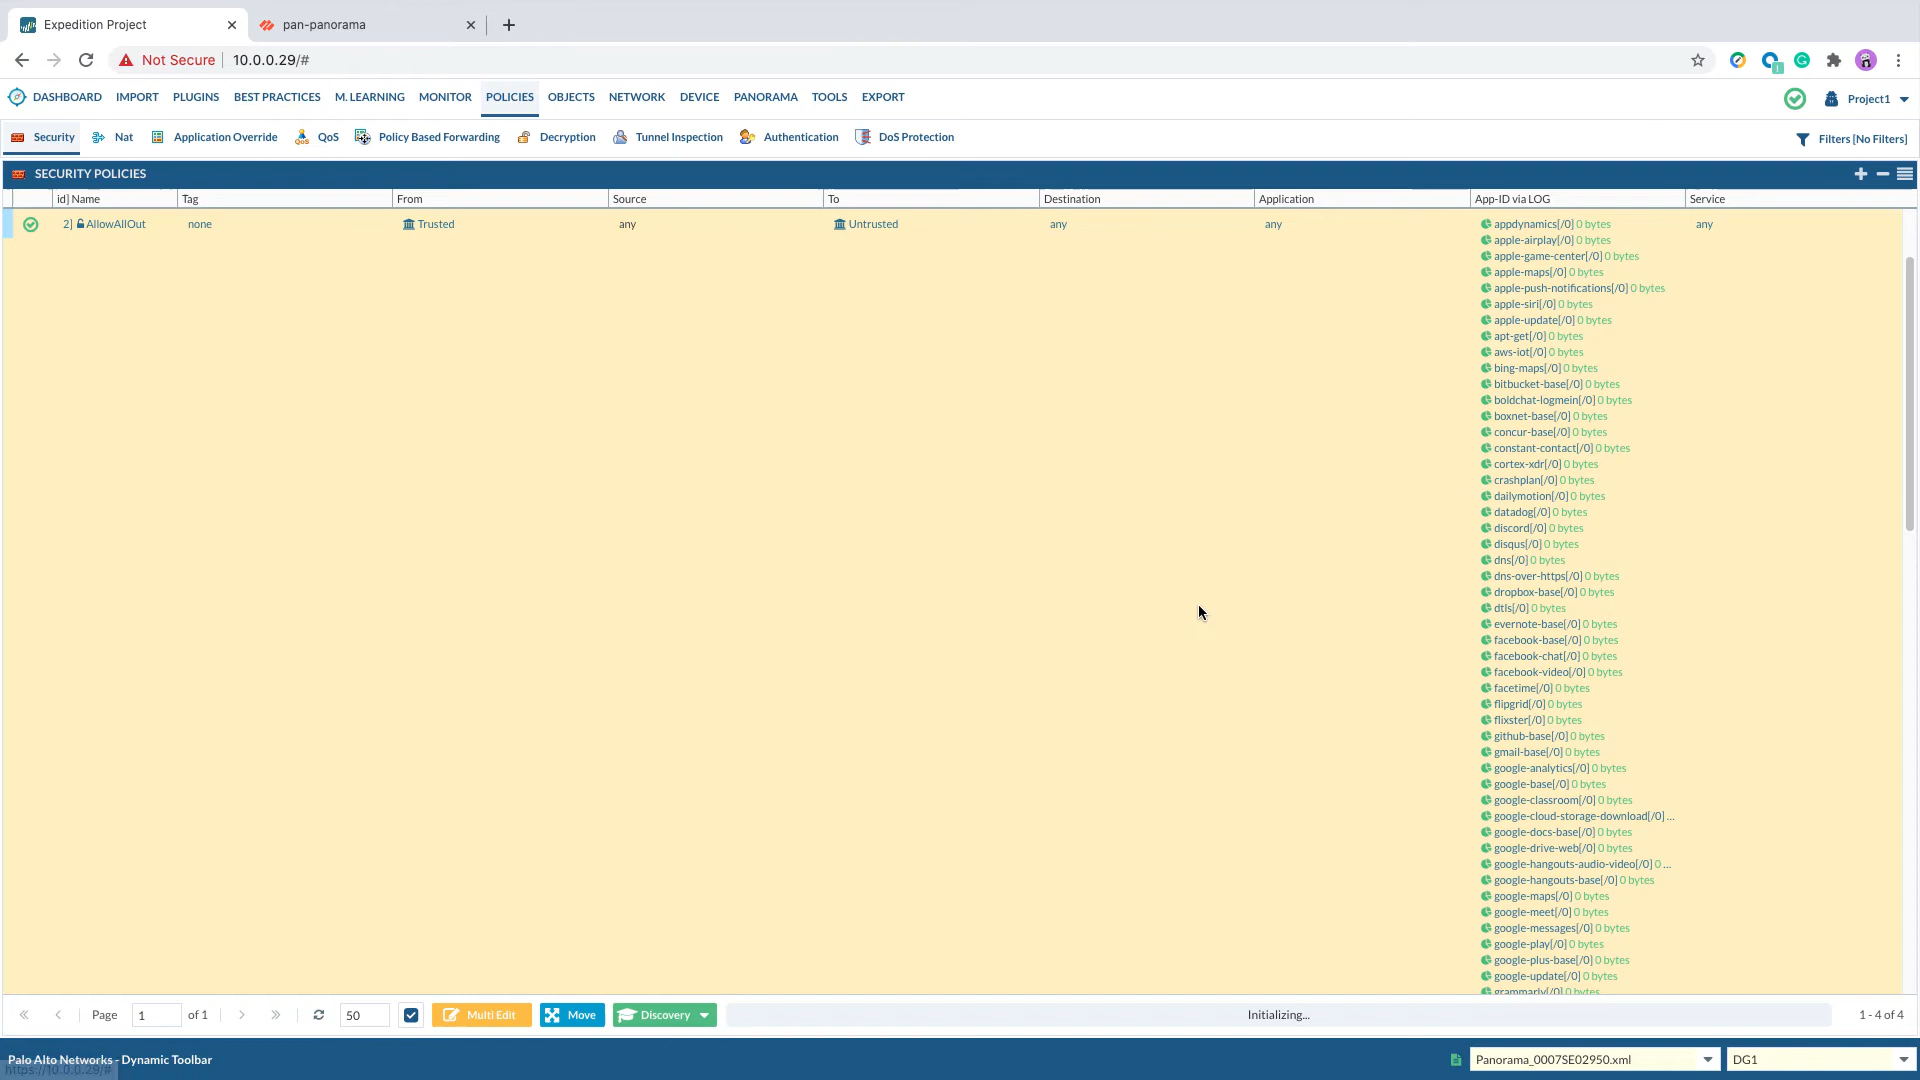 Expedition Project
pan-panorama
Not Secure
10.0.0.29/#
DASHBOARD IMPORT PLUGINS BEST PRACTICES M. LEARNING MONITOR POLICIES OBJECTS NETWORK DEVICE PANORAMA TOOLS EXPORT
Project1
Security Nat Application Override QoS Policy Based Forwarding Decryption Tunnel Inspection Authentication DoS Protection
Filters [No Filters]
SECURITY POLICIES
id] Name Tag From Source To Destination Application App-ID via LOG Service
2] AllowAllOut none Trusted any Untrusted any any appdynamics[/0] 0 bytes any
apple-airplay[/0] 0 bytes
apple-game-center[/0] 0 bytes
apple-maps[/0] 0 bytes
apple-push-notifications[/0] 0 bytes
apple-siri[/0] 0 bytes
apple-update[/0] 0 bytes
apt-get[/0] 0 bytes
aws-iot[/0] 0 bytes
bing-maps[/0] 0 bytes
bitbucket-base[/0] 0 bytes
boldchat-logmein[/0] 0 bytes
boxnet-base[/0] 0 bytes
concur-base[/0] 0 bytes
constant-contact[/0] 0 bytes
cortex-xdr[/0] 0 bytes
crashplan[/0] 0 bytes
dailymotion[/0] 0 bytes
datadog[/0] 0 bytes
discord[/0] 0 bytes
disqus[/0] 0 bytes
dns[/0] 0 bytes
dns-over-https[/0] 0 bytes
dropbox-base[/0] 0 bytes
dtls[/0] 0 bytes
evernote-base[/0] 0 bytes
facebook-base[/0] 0 bytes
facebook-chat[/0] 0 bytes
facebook-video[/0] 0 bytes
facetime[/0] 0 bytes
flipgrid[/0] 0 bytes
flixster[/0] 0 bytes
github-base[/0] 0 bytes
gmail-base[/0] 0 bytes
google-analytics[/0] 0 bytes
google-base[/0] 0 bytes
google-classroom[/0] 0 bytes
google-cloud-storage-download[/0] ...
google-docs-base[/0] 0 bytes
google-drive-web[/0] 0 bytes
google-hangouts-audio-video[/0] 0 ...
google-hangouts-base[/0] 0 bytes
google-maps[/0] 0 bytes
google-meet[/0] 0 bytes
google-messages[/0] 0 bytes
google-play[/0] 0 bytes
google-plus-base[/0] 0 bytes
google-update[/0] 0 bytes
grammarly[/0] 0 bytes
Page 1 of 1 50 Multi Edit Move Discovery Initializing... 1 - 4 of 4
Palo Alto Networks - Dynamic Toolbar
Panorama_0007SE02950.xml
DG1
https://10.0.0.29/#